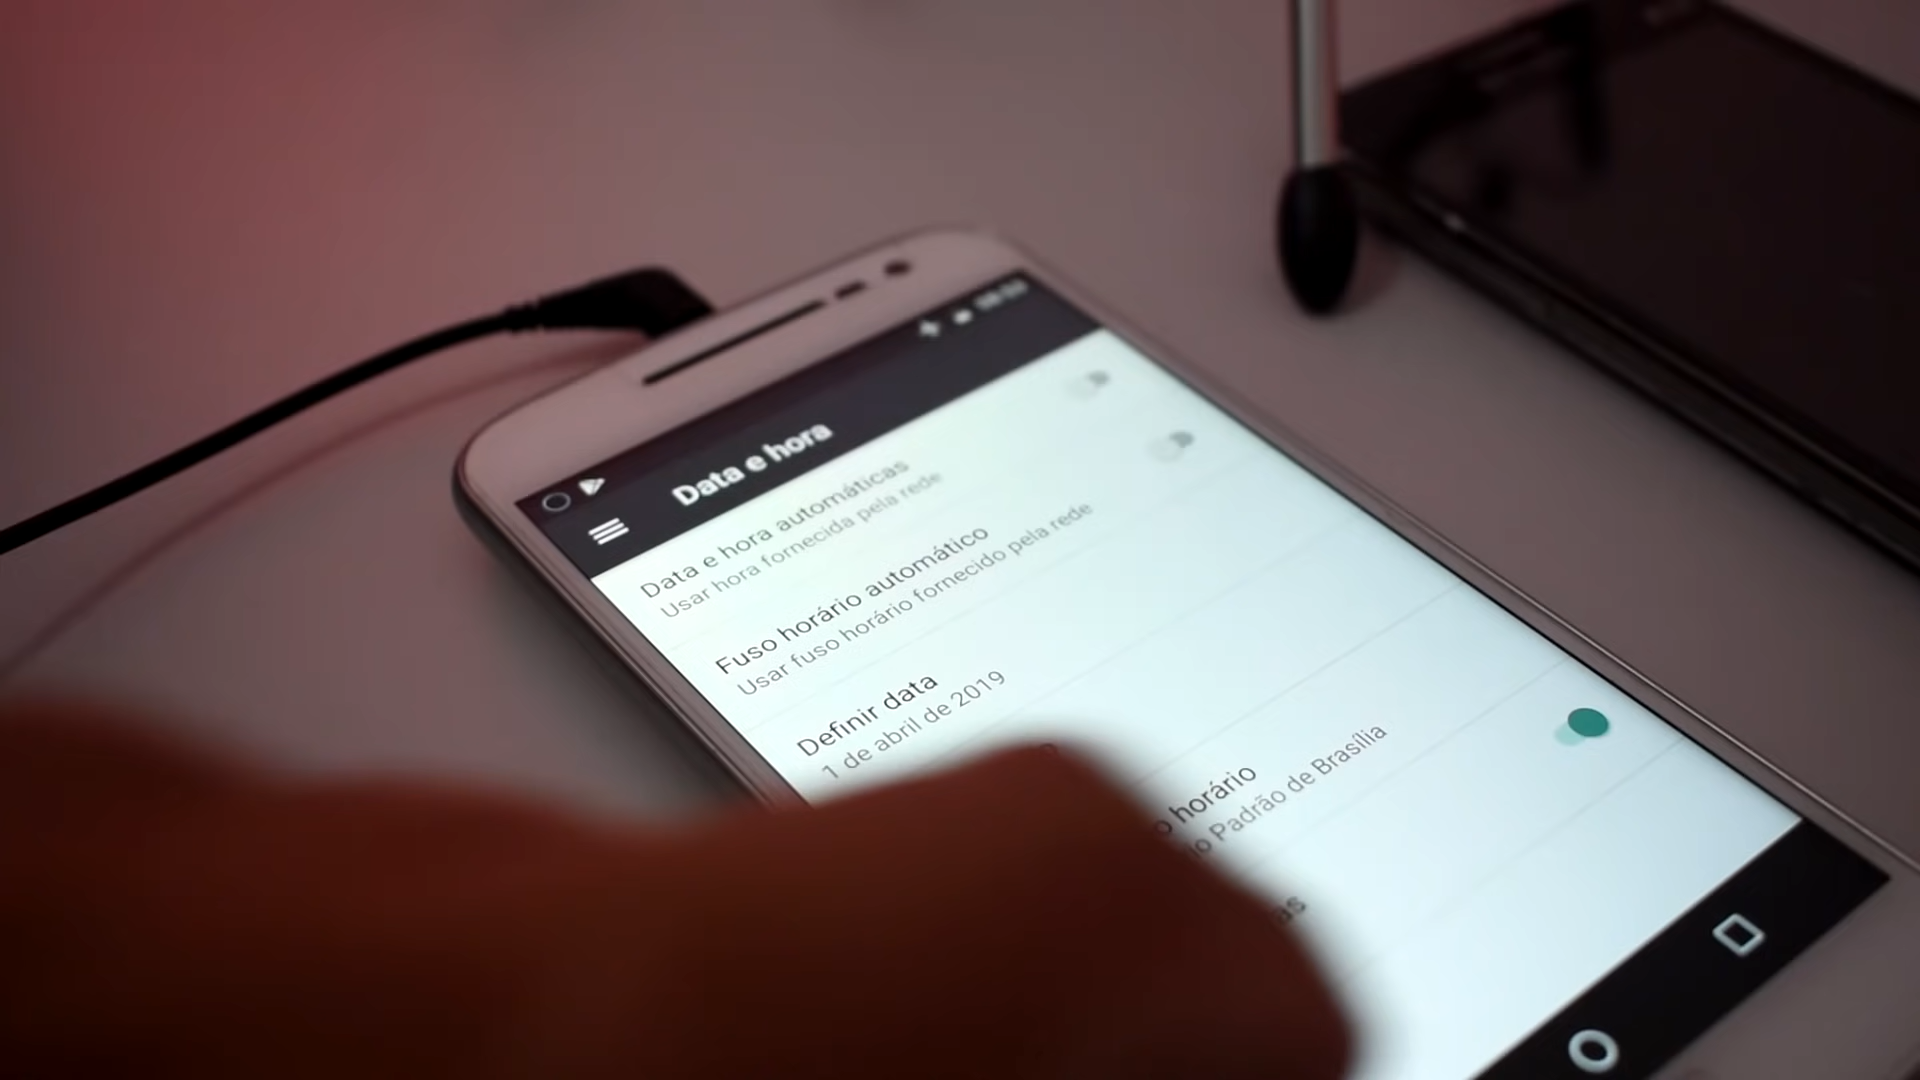 Data e hora
Data e hora automáticas
Usar hora fornecida pela rede
Fuso horário automático
Usar fuso horário fornecido pela rede
Definir data
1 de abril de 2019
horário
Padrão de Brasília